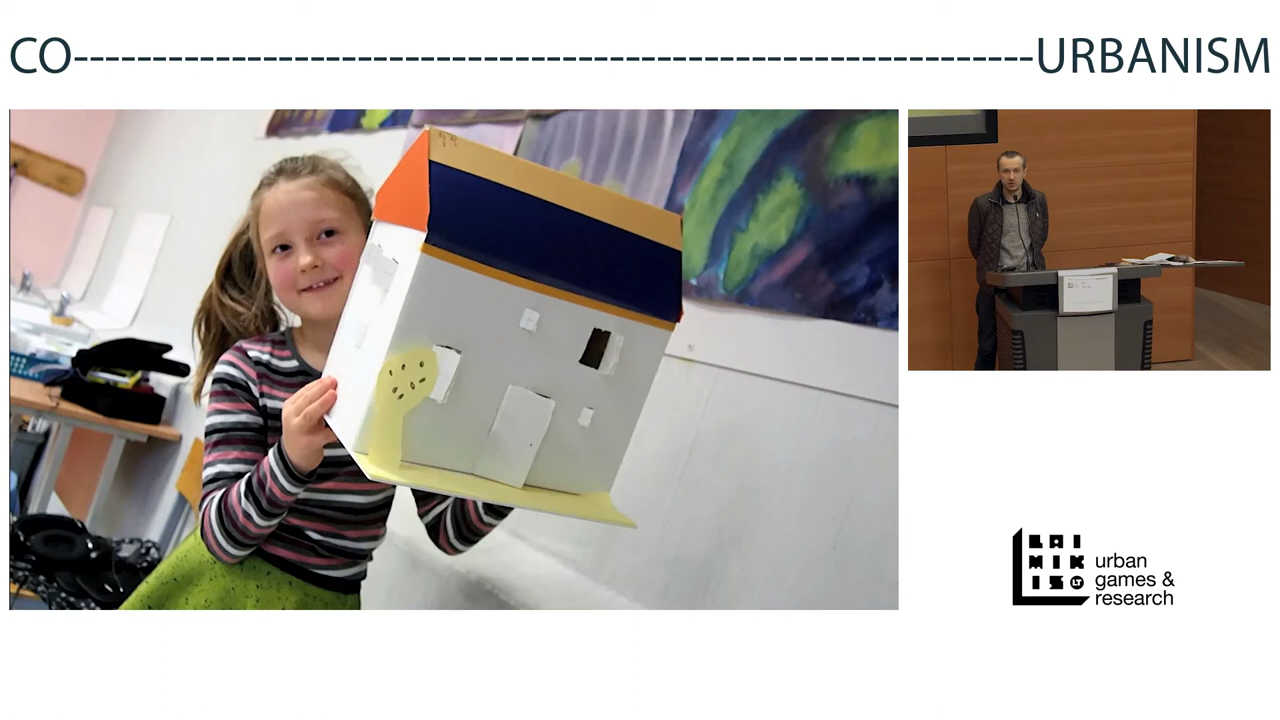 CO-------------------------------------------------------------URBANISM
LAI
MIK
IS LT
urban
games &
research